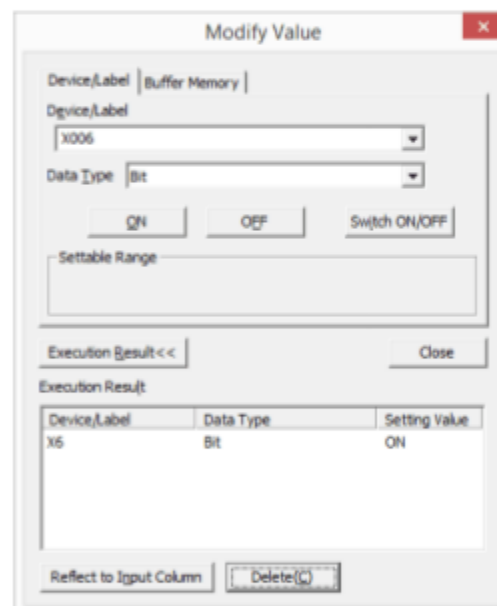 Modify Value
Device/Label Buffer Memory
Device/Label
X006
Data Type Bit
ON OFF Switch ON/OFF
Settable Range
Execution Result<< Close
Execution Result
Device/Label Data Type Setting Value
X6 Bit ON
Reflect to Input Column Delete(C)